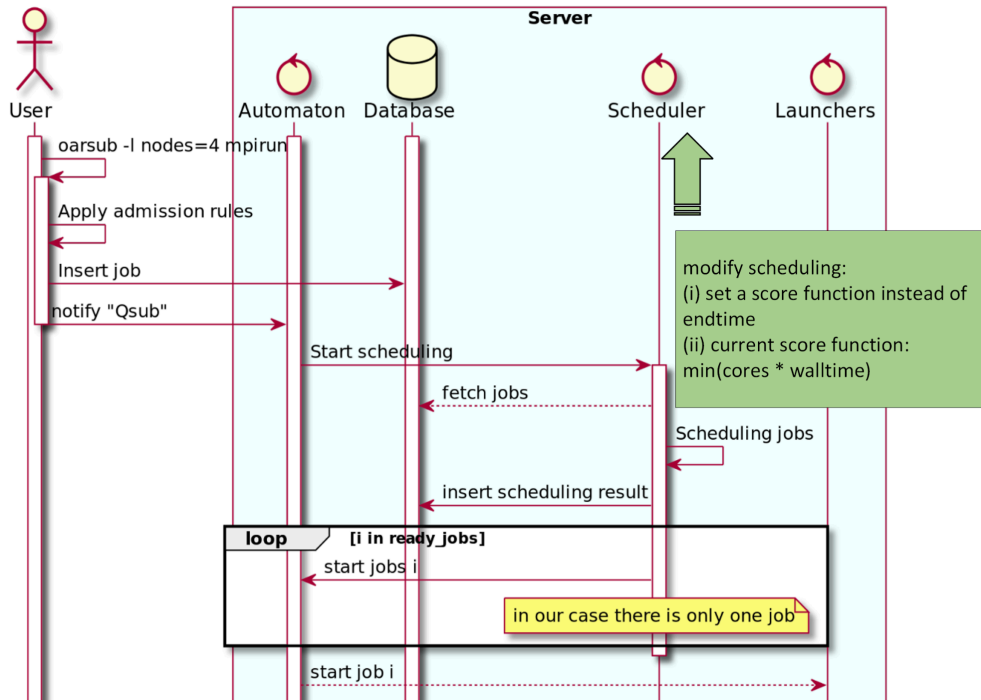 Server
User
Automaton
Database
Scheduler
Launchers
oarsub -l nodes=4 mpirun
Apply admission rules
Insert job
notify "Qsub"
modify scheduling:
(i) set a score function instead of
endtime
(ii) current score function:
min(cores * walltime)
Start scheduling
fetch jobs
Scheduling jobs
insert scheduling result
loop
[i in ready_jobs]
start jobs i
in our case there is only one job
start job i